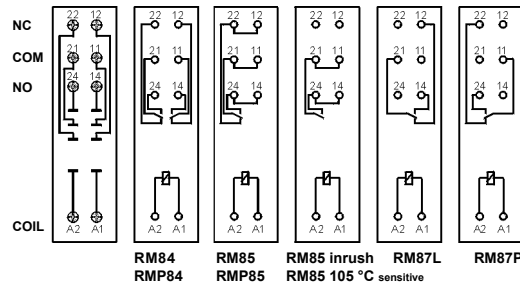 NC 22 12 22 12 22 12 22 12 22 12 22 12
COM 21 11 21 11 21 11 21 11 21 11 21 11
NO 24 14 24 14 24 14 24 14 24 14 24 14
COIL A2 A1 A2 A1 A2 A1 A2 A1 A2 A1 A2 A1
RM84 RM85 RM85 inrush RM87L RM87P
RMP84 RMP85 RM85 105 °C sensitive